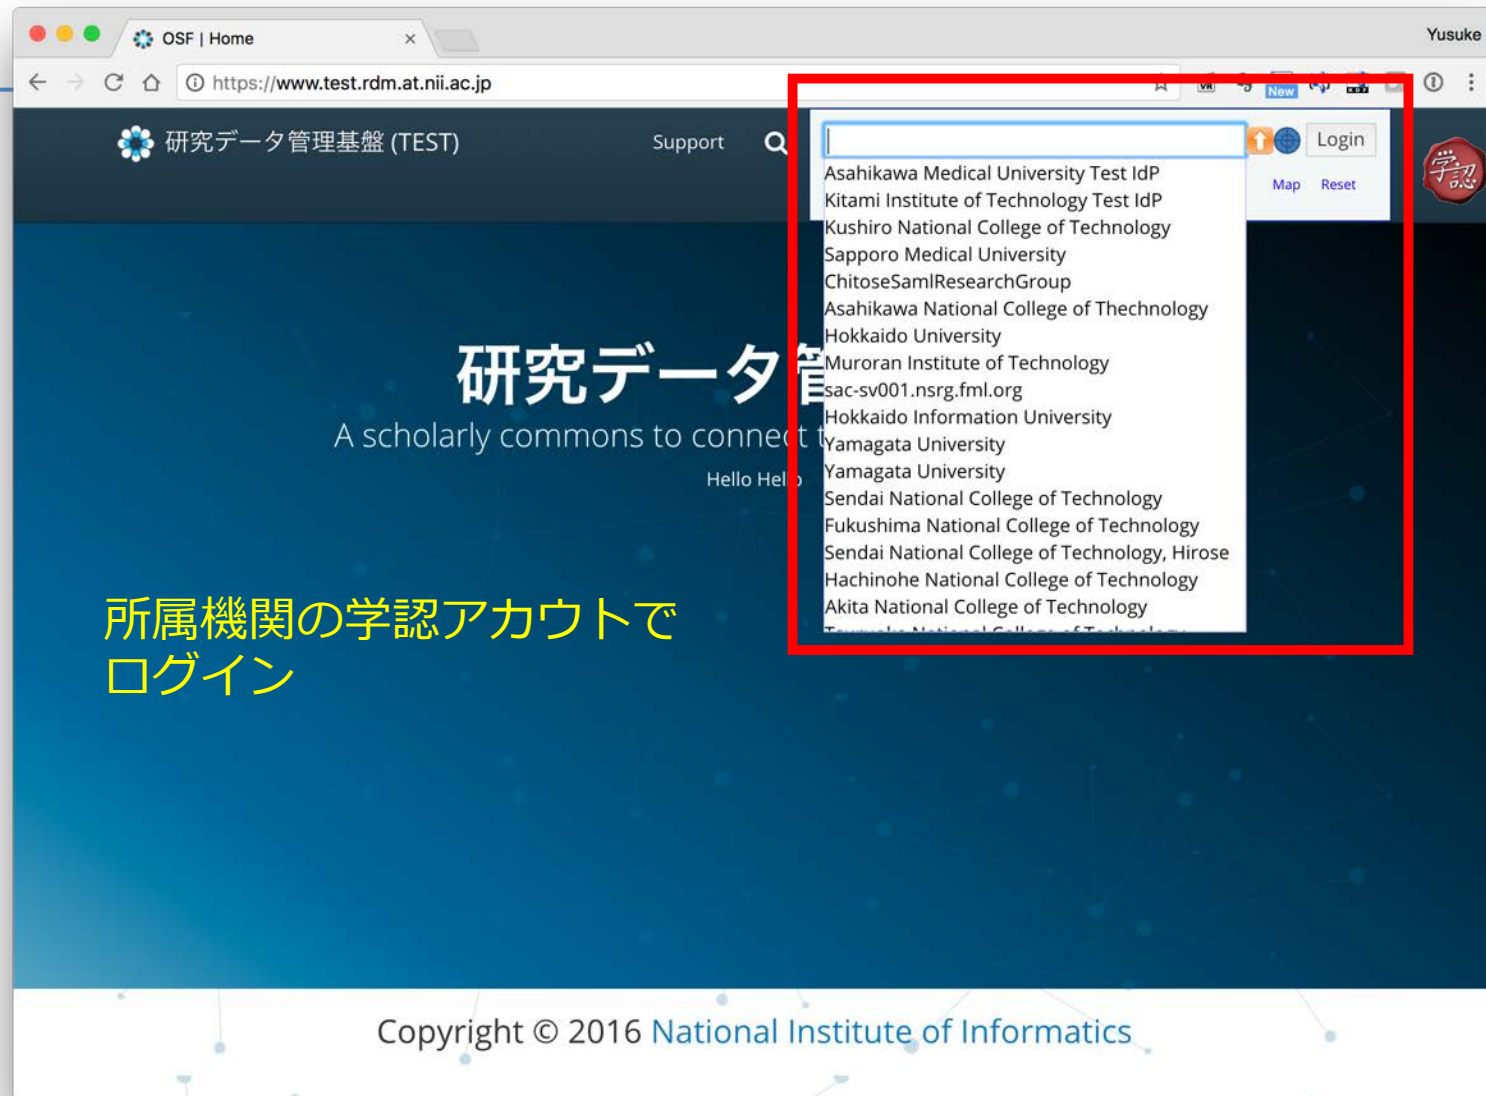 OSF | Home
Yusuke
https://www.test.rdm.at.nii.ac.jp
New
研究データ管理基盤 (TEST)
Support
Login
Map Reset
学認
Asahikawa Medical University Test IdP
Kitami Institute of Technology Test IdP
Kushiro National College of Technology
Sapporo Medical University
ChitoseSamlResearchGroup
Asahikawa National College of Thechnology
Hokkaido University
Muroran Institute of Technology
sac-sv001.nsrg.fml.org
Hokkaido Information University
Yamagata University
Yamagata University
Sendai National College of Technology
Fukushima National College of Technology
Sendai National College of Technology, Hirose
Hachinohe National College of Technology
Akita National College of Technology
研究データ管
A scholarly commons to connect t
Hello Hello
所属機関の学認アカウトで
ログイン
Copyright © 2016 National Institute of Informatics